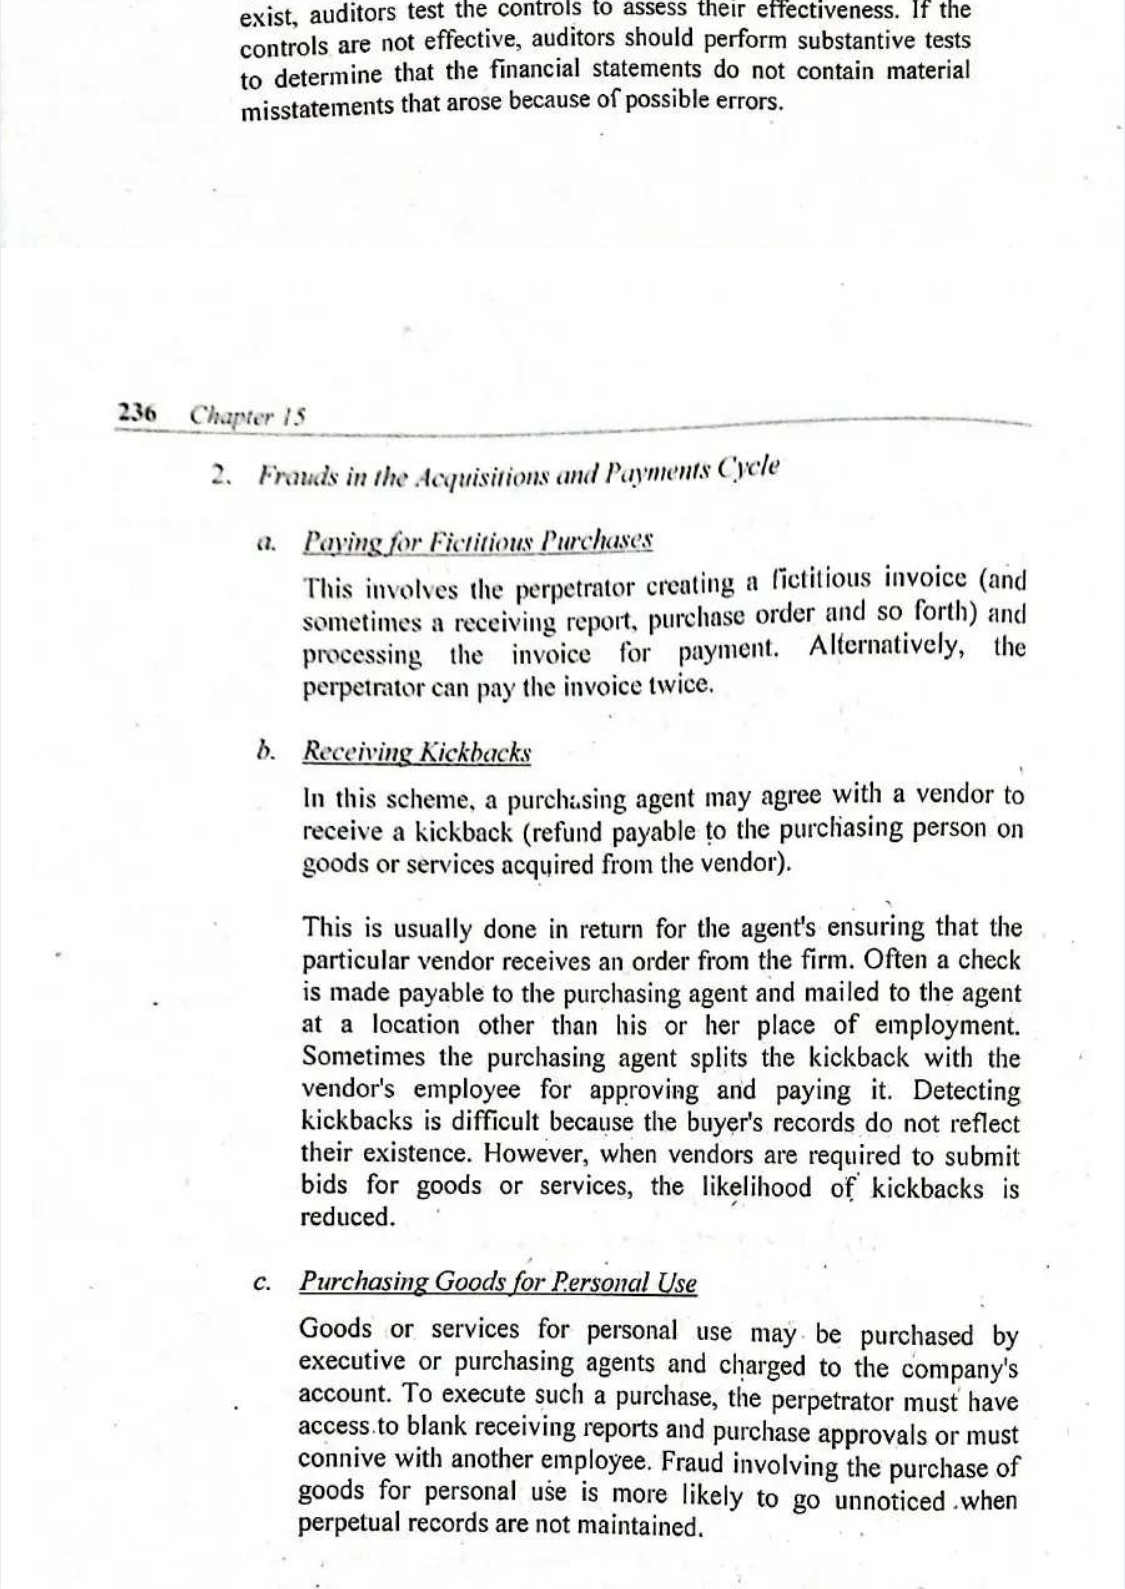 exist, auditors test the controls to assess their effectiveness. If the
controls are not effective, auditors should perform substantive tests
to determine that the financial statements do not contain material
misstatements that arose because of possible errors.
236 Chapter 15
2. Frauds in the Acquisitions and Payments Cycle
a. Paying for Fictitious Purchases
This involves the perpetrator creating a fictitious invoice (and
sometimes a receiving report, purchase order and so forth) and
processing the invoice for payment. Alternatively, the
perpetrator can pay the invoice twice.
b. Receiving Kickbacks
In this scheme, a purchasing agent may agree with a vendor to
receive a kickback (refund payable to the purchasing person on
goods or services acquired from the vendor).
This is usually done in return for the agent's ensuring that the
particular vendor receives an order from the firm. Often a check
is made payable to the purchasing agent and mailed to the agent
at a location other than his or her place of employment.
Sometimes the purchasing agent splits the kickback with the
vendor's employee for approving and paying it. Detecting
kickbacks is difficult because the buyer's records do not reflect
their existence. However, when vendors are required to submit
bids for goods or services, the likelihood of kickbacks is
reduced.
c. Purchasing Goods for Personal Use
Goods or services for personal use may be purchased by
executive or purchasing agents and charged to the company's
account. To execute such a purchase, the perpetrator must have
access to blank receiving reports and purchase approvals or must
connive with another employee. Fraud involving the purchase of
goods for personal use is more likely to go unnoticed when
perpetual records are not maintained.